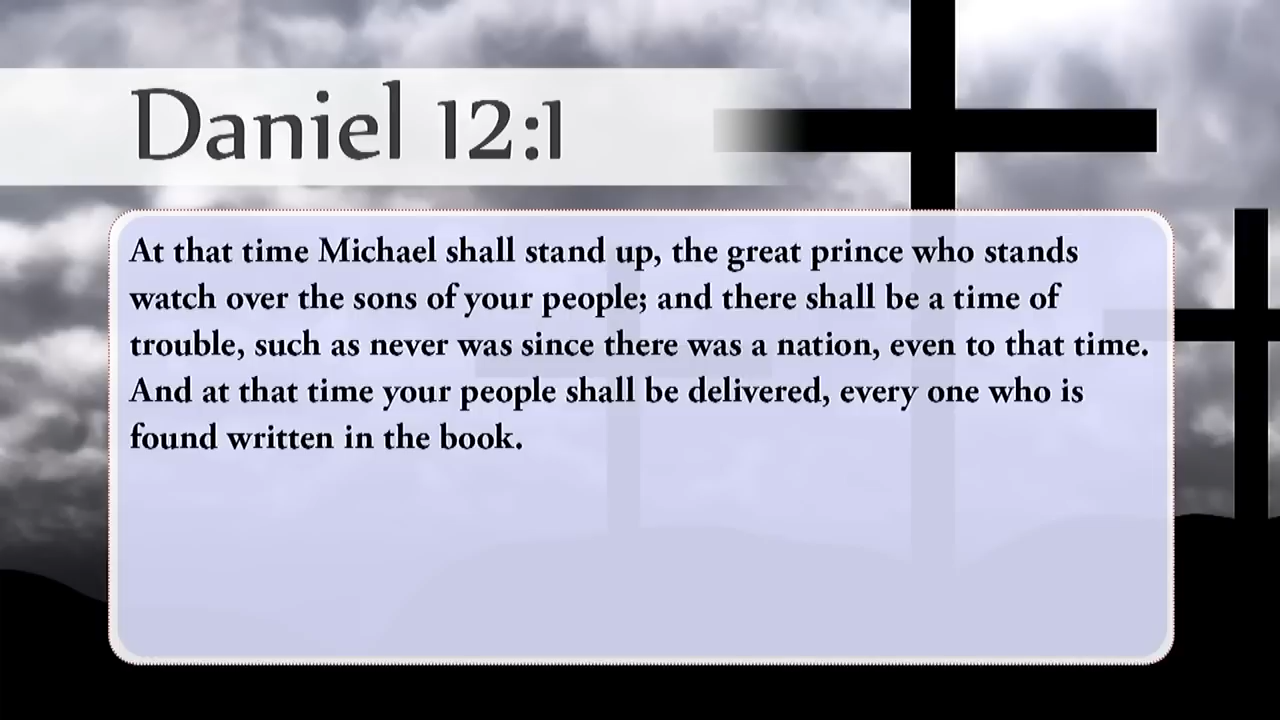 Daniel 12:1
At that time Michael shall stand up, the great prince who stands
watch over the sons of your people; and there shall be a time of
trouble, such as never was since there was a nation, even to that time.
And at that time your people shall be delivered, every one who is
found written in the book.